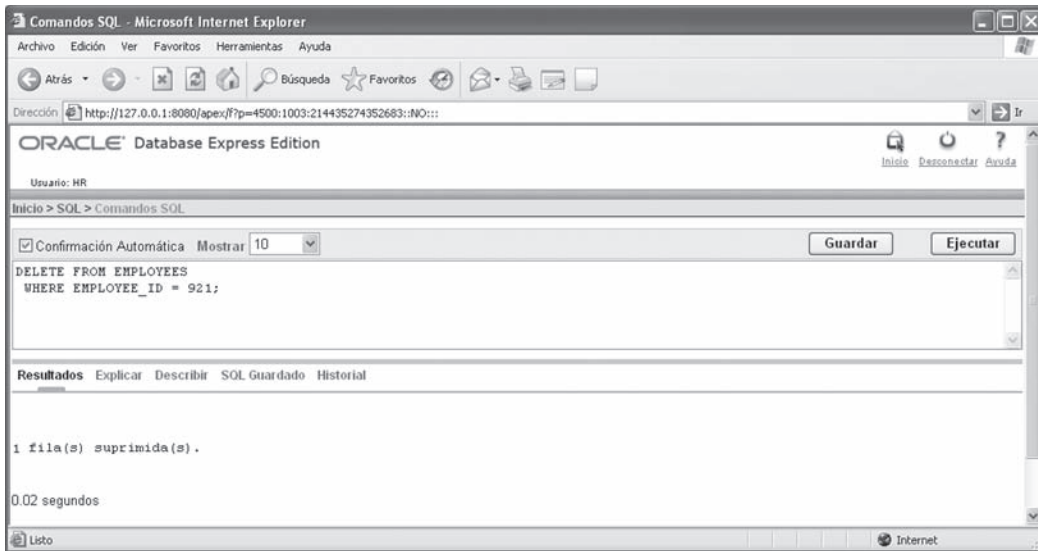 Comandos SQL - Microsoft Internet Explorer
Archivo Edición Ver Favoritos Herramientas Ayuda
Atrás Búsqueda Favoritos
Dirección http://127.0.0.1:8080/apex/f?p=4500:1003:214435274352683::NO::: Ir
ORACLE Database Express Edition
Inicio Desconectar Ayuda
Usuario: HR
Inicio > SQL > Comandos SQL
Confirmación Automática Mostrar 10 Guardar Ejecutar
DELETE FROM EMPLOYEES
WHERE EMPLOYEE_ID = 921;
Resultados Explicar Describir SQL Guardado Historial
1 fila(s) suprimida(s).
0.02 segundos
Listo Internet